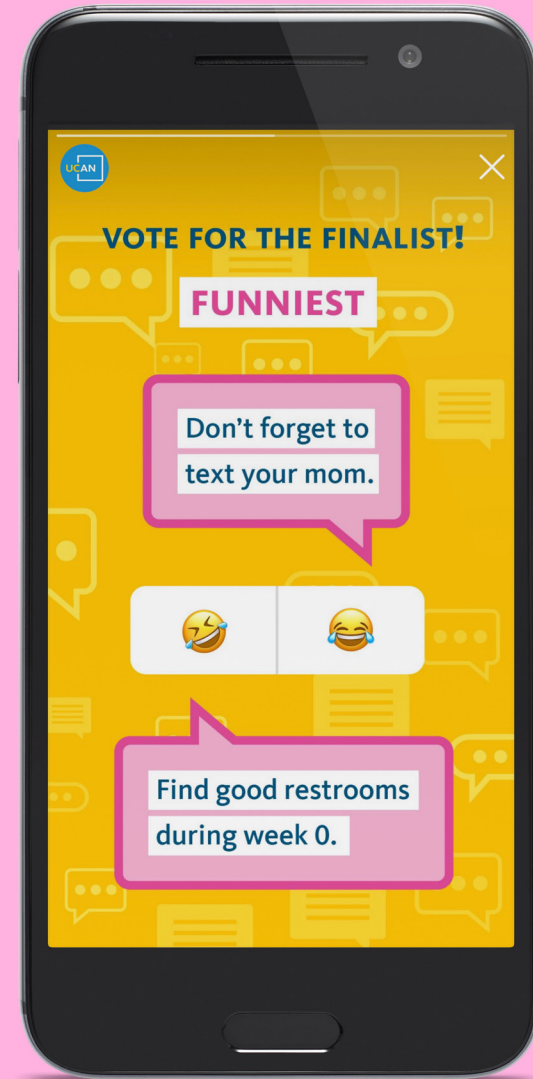 UCAN
VOTE FOR THE FINALIST!
FUNNIEST
Don't forget to
text your mom.
Find good restrooms
during week 0.